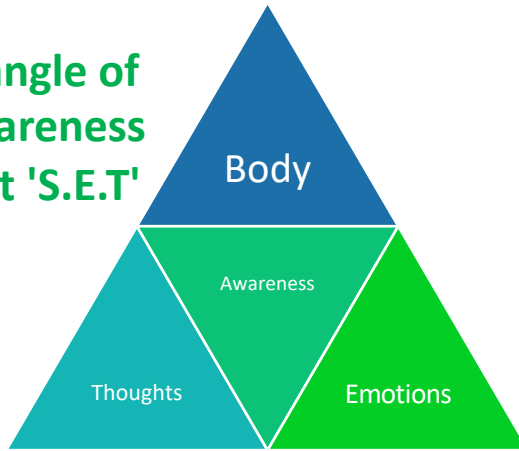 angle of
areness
t 'S.E.T'
Body
Awareness
Thoughts
Emotions